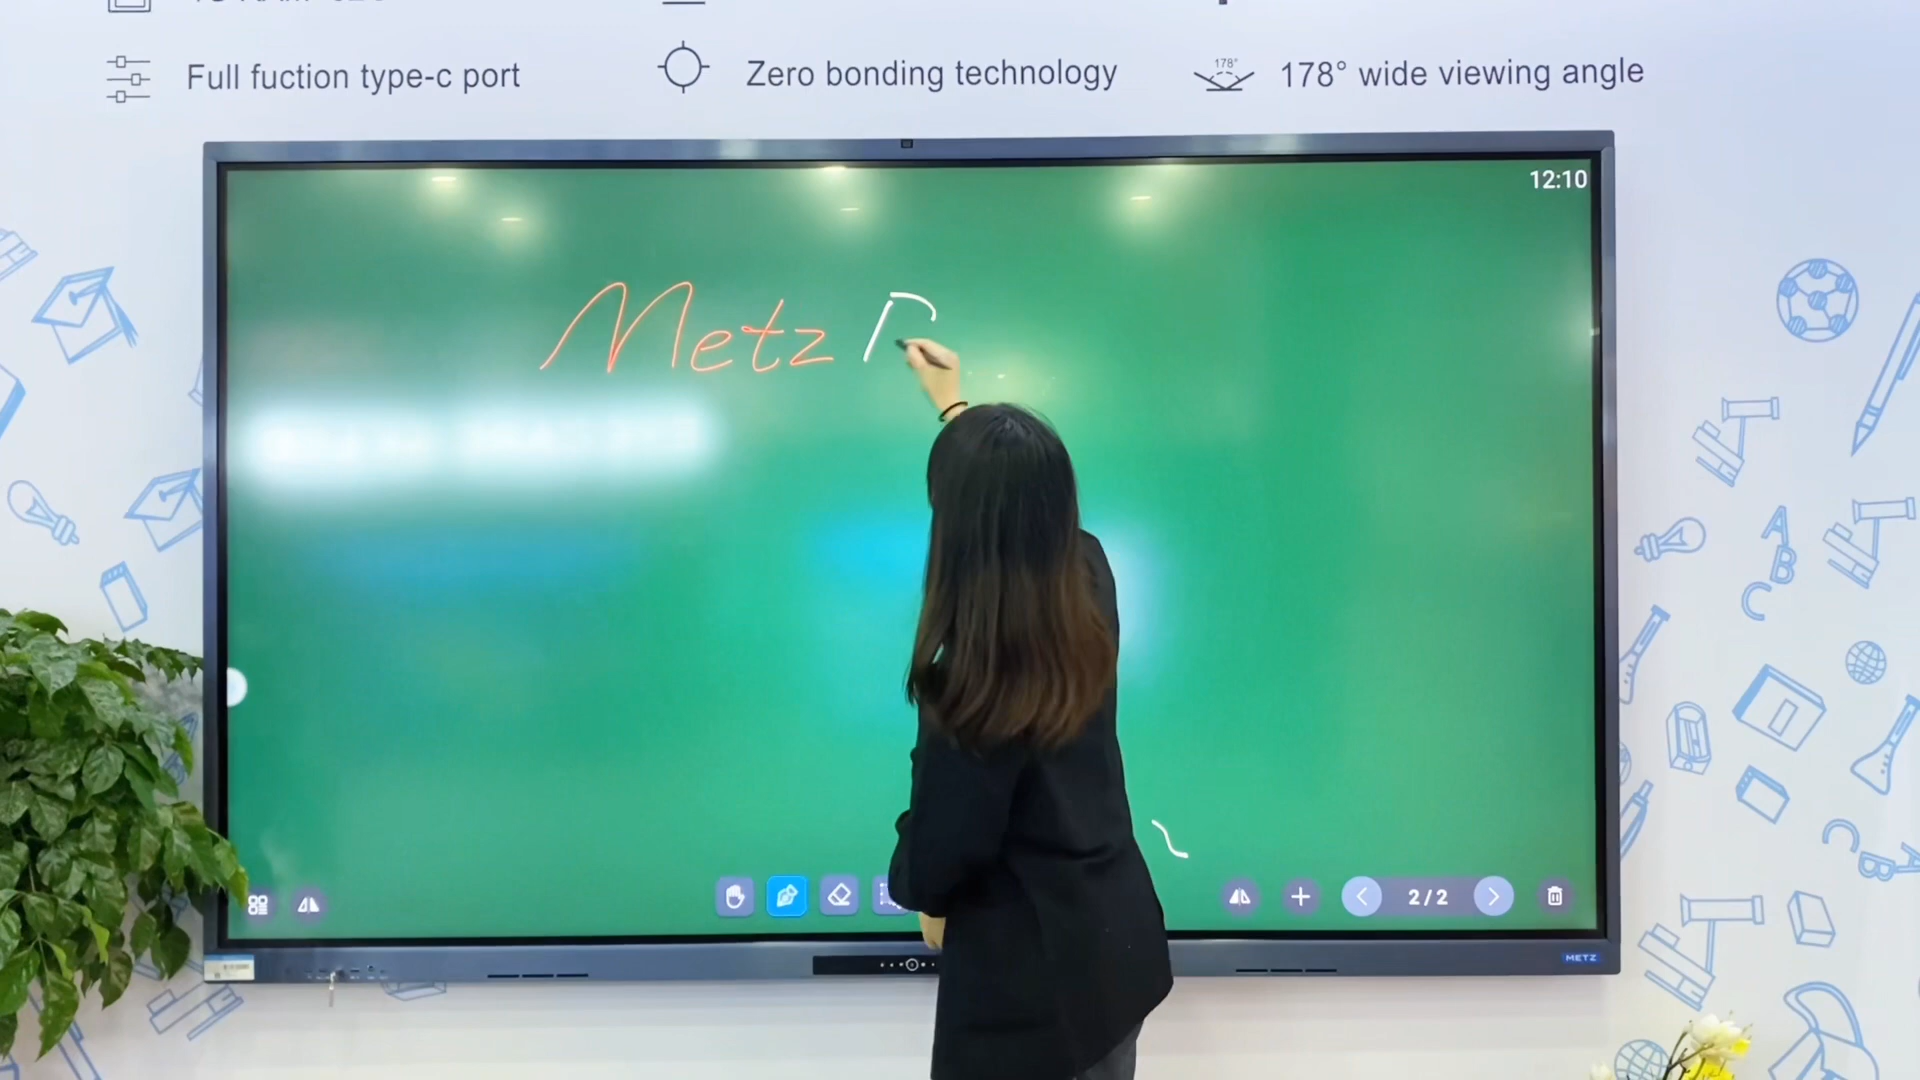 Full fuction type-c port
Zero bonding technology
178°
178° wide viewing angle
12:10
Metz
2/2
METZ
A
B
C